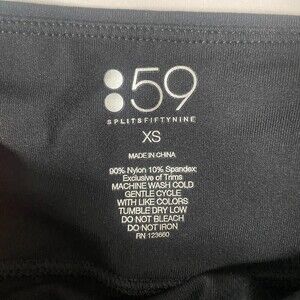 :59
SPLITSFIFTYNINE
XS
MADE IN CHINA
90% Nylon 10% Spandex
Exclusive of Trims
MACHINE WASH COLD
GENTLE CYCLE
WITH LIKE COLORS
TUMBLE DRY LOW
DO NOT BLEACH
DO NOT IRON
RN 123660